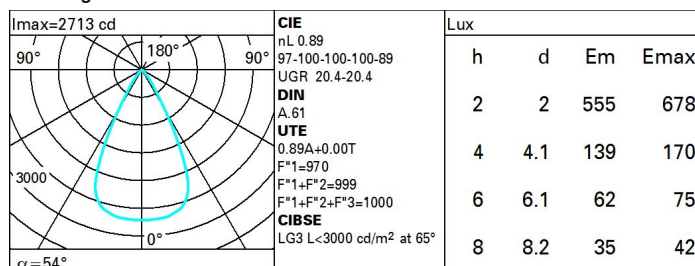 Imax=2713 cd
90°
180°
90°
3000
0°
α=54°
CIE
nL 0.89
97-100-100-100-89
UGR 20.4-20.4
DIN
A.61
UTE
0.89A+0.00T
F"1=970
F"1+F"2=999
F"1+F"2+F"3=1000
CIBSE
LG3 L<3000 cd/m² at 65°
Lux
h d Em Emax
2 2 555 678
4 4.1 139 170
6 6.1 62 75
8 8.2 35 42